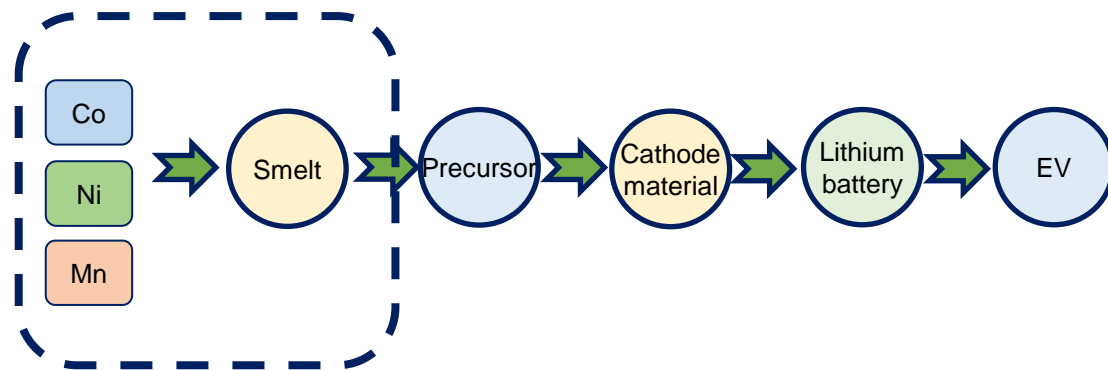 Co
Ni
Mn
Smelt
Precursor
Cathode
material
Lithium
battery
EV